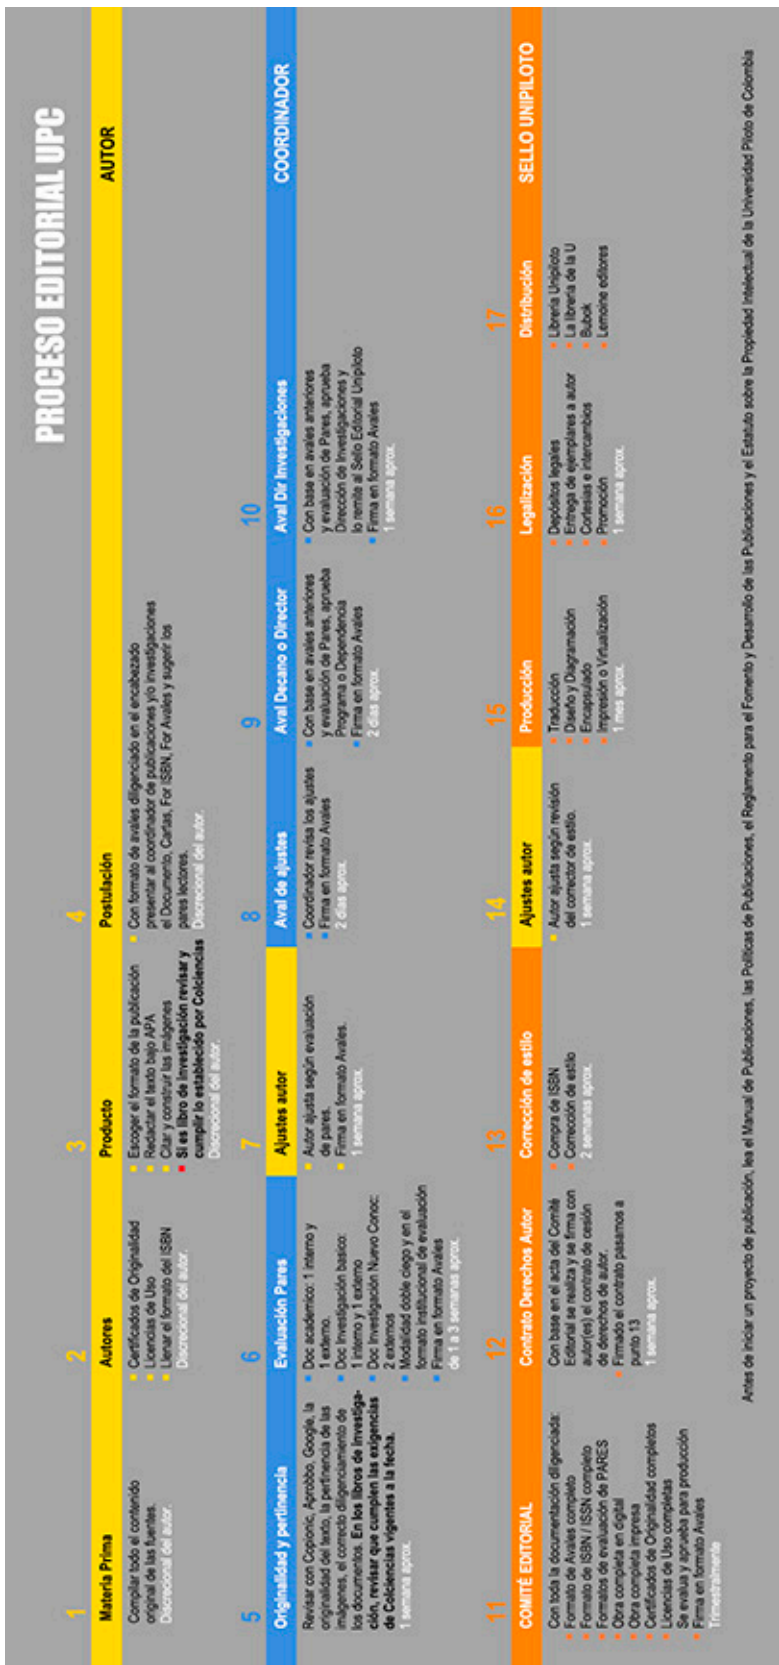 PROCESO EDITORIAL UPC
AUTOR
1
Materia Prima
Compilar todo el contenido
original de las fuentes.
Discrecional del autor.
2
Autores
Certificados de Originalidad
Licencias de Uso
Llenar el formato del ISBN
Discrecional del autor.
3
Producto
Escoger el formato de la publicación
Redactar el texto bajo APA
Citar y construir las imágenes
Si es libro de investigación revisar y
cumplir lo establecido por Colciencias
Discrecional del autor.
4
Postulación
Con formato de avales diligenciado en el encabezado
presentar al coordinador de publicaciones y/o investigaciones
el Documento, Cartas, For ISBN, For Avales y sugerir los
pares lectores.
Discrecional del autor.
COORDINADOR
5
Originalidad y pertinencia
Revisar con Copionic, Aprobbo, Google, la
originalidad del texto, la pertinencia de las
imágenes, el correcto diligenciamiento de
los documentos. En los libros de investiga-
ción, revisar que cumplen las exigencias
de Colciencias vigentes a la fecha.
1 semana aprox.
6
Evaluación Pares
Doc academico: 1 interno y
1 externo.
Doc Investigación basico:
1 interno y 1 externo
Doc Investigación Nuevo Conoc:
2 externos
Modalidad doble ciego y en el
formato institucional de evaluación
Firma en formato Avales
de 1 a 3 semanas aprox.
7
Ajustes autor
Autor ajusta según evaluación
de pares.
Firma en formato Avales.
1 semana aprox.
8
Aval de ajustes
Coordinador revisa los ajustes
Firma en formato Avales
2 días aprox.
9
Aval Decano o Director
Con base en avales anteriores
y evaluación de Pares, aprueba
Programa o Dependencia
Firma en formato Avales
2 días aprox.
10
Aval Dir Investigaciones
Con base en avales anteriores
y evaluación de Pares, aprueba
Dirección de Investigaciones y
lo remite al Sello Editorial Unipiloto
Firma en formato Avales
1 semana aprox.
SELLO UNIPILOTO
11
COMITÉ EDITORIAL
Con toda la documentación diligenciada:
Formato de Avales completo
Formato de ISBN / ISSN completo
Formatos de evaluación de PARES
Obra completa en digital
Obra completa impresa
Certificados de Originalidad completos
Licencias de Uso completas
Se evalua y aprueba para producción
Firma en formato Avales
Trimestralmente
12
Contrato Derechos Autor
Con base en el acta del Comité
Editorial se realiza y se firma con
autor(es) el contrato de cesión
de derechos de autor.
Firmado el contrato pasamos a
punto 13
1 semana aprox.
13
Corrección de estilo
Compra de ISBN
Corrección de estilo
2 semanas aprox.
14
Ajustes autor
Autor ajusta según revisión
del corrector de estilo.
1 semana aprox.
15
Producción
Traducción
Diseño y Diagramación
Encapsulado
Impresión o Virtualización
1 mes aprox.
16
Legalización
Depósitos legales
Entrega de ejemplares a autor
Cortesias e intercambios
Promoción
1 semana aprox.
17
Distribución
Libreria Unipiloto
La librería de la U
Bubok
Lemoine editores
Antes de iniciar un proyecto de publicación, lea el Manual de Publicaciones, las Políticas de Publicaciones, el Reglamento para el Fomento y Desarrollo de las Publicaciones y el Estatuto sobre la Propiedad Intelectual de la Universidad Piloto de Colombia